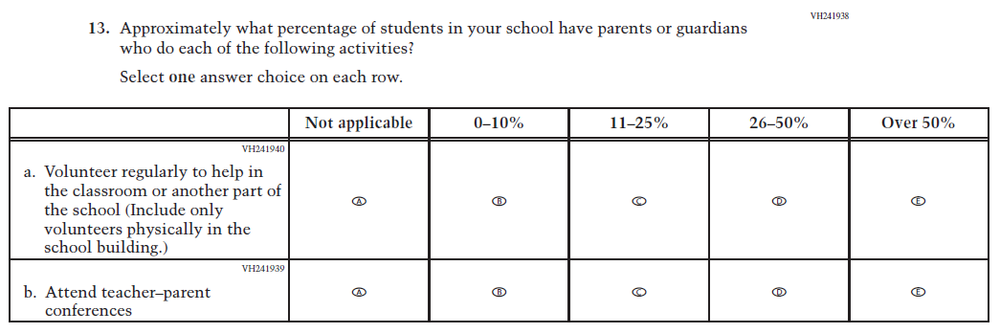 VH241938
13. Approximately what percentage of students in your school have parents or guardians
who do each of the following activities?
Select one answer choice on each row.
Not applicable 0–10% 11–25% 26–50% Over 50%
VH241940
a. Volunteer regularly to help in
the classroom or another part of
the school (Include only
volunteers physically in the
school building.)
A B C D E
VH241939
b. Attend teacher–parent
conferences
A B C D E